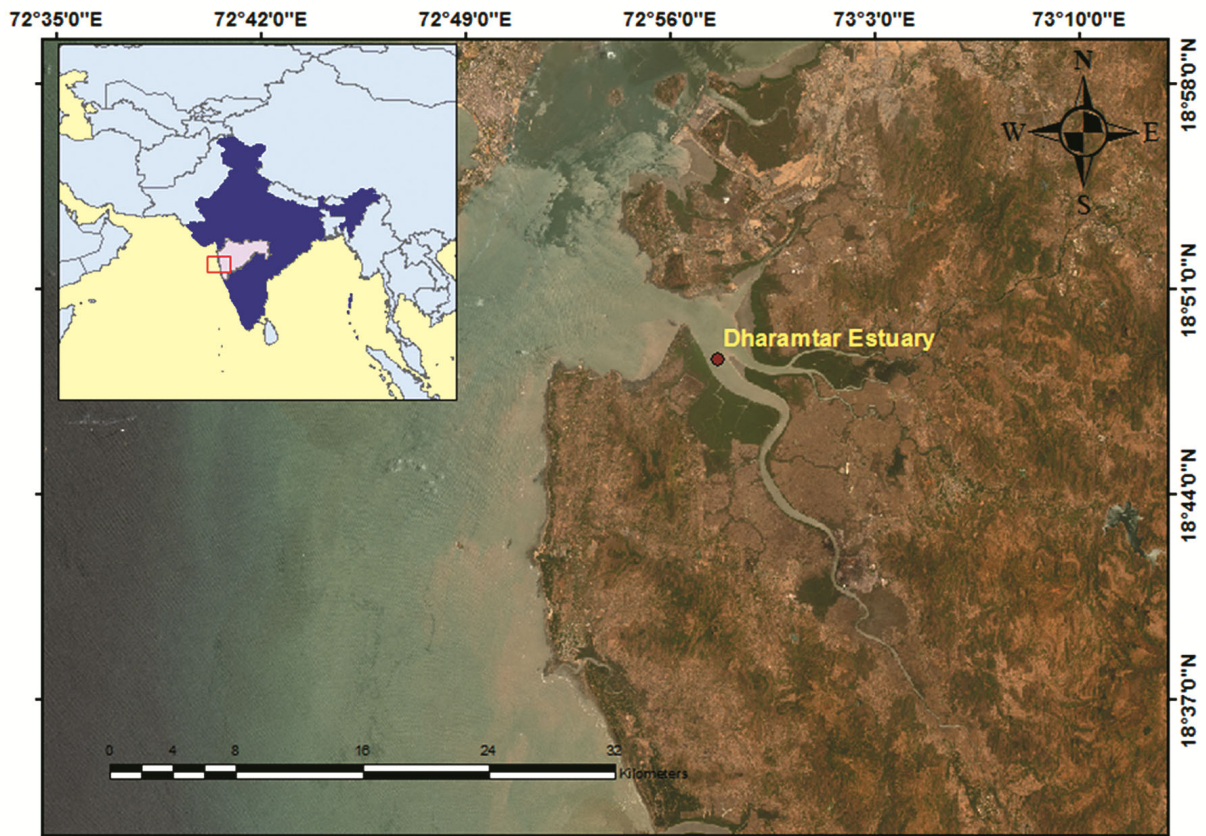 72°35'0"E 72°42'0"E 72°49'0"E 72°56'0"E 73°3'30"E 73°10'0"E
N
W E
S
18°58'0"N
18°51'0"N
Dharamtar Estuary
18°44'0"N
18°37'0"N
0 4 8 16 24 32
Kilometers